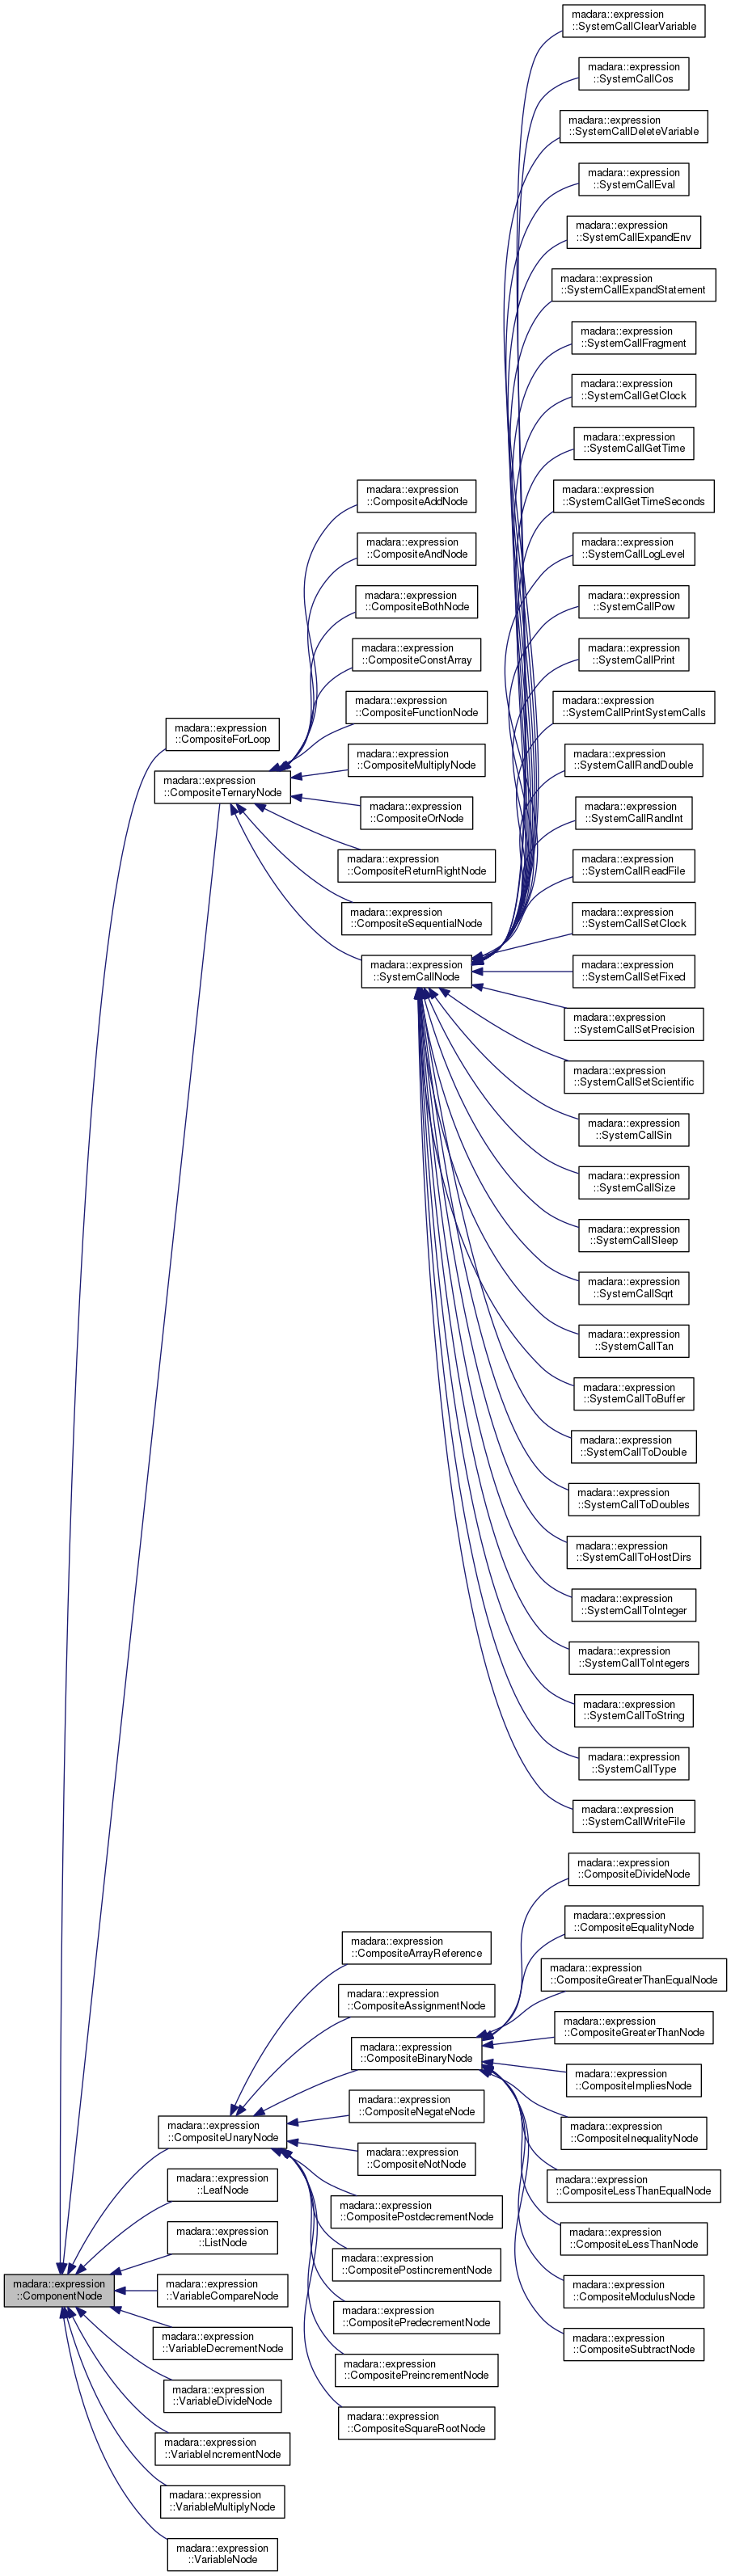 madara::expression
::SystemCallClearVariable
madara::expression
::SystemCallCos
madara::expression
::SystemCallDeleteVariable
madara::expression
::SystemCallEval
madara::expression
::SystemCallExpandEnv
madara::expression
::SystemCallExpandStatement
madara::expression
::SystemCallFragment
madara::expression
::SystemCallGetClock
madara::expression
::SystemCallGetTime
madara::expression
::SystemCallGetTimeSeconds
madara::expression
::SystemCallLogLevel
madara::expression
::SystemCallPow
madara::expression
::SystemCallPrint
madara::expression
::SystemCallPrintSystemCalls
madara::expression
::SystemCallRandDouble
madara::expression
::SystemCallRandInt
madara::expression
::SystemCallReadFile
madara::expression
::SystemCallSetClock
madara::expression
::SystemCallSetFixed
madara::expression
::SystemCallSetPrecision
madara::expression
::SystemCallSetScientific
madara::expression
::SystemCallSin
madara::expression
::SystemCallSize
madara::expression
::SystemCallSleep
madara::expression
::SystemCallSqrt
madara::expression
::SystemCallTan
madara::expression
::SystemCallToBuffer
madara::expression
::SystemCallToDouble
madara::expression
::SystemCallToDoubles
madara::expression
::SystemCallToHostDirs
madara::expression
::SystemCallToInteger
madara::expression
::SystemCallToIntegers
madara::expression
::SystemCallToString
madara::expression
::SystemCallType
madara::expression
::SystemCallWriteFile
madara::expression
::CompositeAddNode
madara::expression
::CompositeAndNode
madara::expression
::CompositeBothNode
madara::expression
::CompositeConstArray
madara::expression
::CompositeFunctionNode
madara::expression
::CompositeMultiplyNode
madara::expression
::CompositeOrNode
madara::expression
::CompositeReturnRightNode
madara::expression
::CompositeSequentialNode
madara::expression
::SystemCallNode
madara::expression
::CompositeForLoop
madara::expression
::CompositeTernaryNode
madara::expression
::CompositeDivideNode
madara::expression
::CompositeEqualityNode
madara::expression
::CompositeGreaterThanEqualNode
madara::expression
::CompositeGreaterThanNode
madara::expression
::CompositeImpliesNode
madara::expression
::CompositeInequalityNode
madara::expression
::CompositeLessThanEqualNode
madara::expression
::CompositeLessThanNode
madara::expression
::CompositeModulusNode
madara::expression
::CompositeSubtractNode
madara::expression
::CompositeArrayReference
madara::expression
::CompositeAssignmentNode
madara::expression
::CompositeBinaryNode
madara::expression
::CompositeNegateNode
madara::expression
::CompositeNotNode
madara::expression
::CompositePostdecrementNode
madara::expression
::CompositePostincrementNode
madara::expression
::CompositePredecrementNode
madara::expression
::CompositePreincrementNode
madara::expression
::CompositeSquareRootNode
madara::expression
::CompositeUnaryNode
madara::expression
::LeafNode
madara::expression
::ListNode
madara::expression
::VariableCompareNode
madara::expression
::VariableDecrementNode
madara::expression
::VariableDivideNode
madara::expression
::VariableIncrementNode
madara::expression
::VariableMultiplyNode
madara::expression
::VariableNode
madara::expression
::ComponentNode